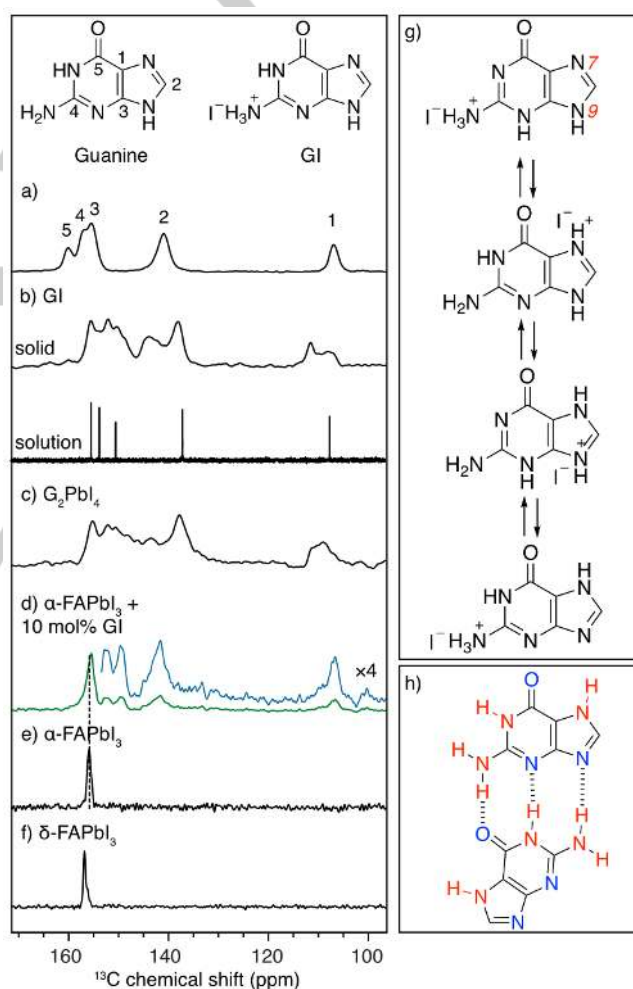 O
5 1 N
HN 2
H₂N 4 N 3 N
H
Guanine
O
HN N
I⁻H₃N⁺ N N
H
GI
a)
5 4 3 2 1
b) GI
solid
solution
c) G₂PbI₄
d) α-FAPbI₃ +
10 mol% GI
×4
e) α-FAPbI₃
f) δ-FAPbI₃
160 140 120 100
¹³C chemical shift (ppm)
g)
O
N 7
HN
I⁻H₃N⁺ N N 9
H H
O I⁻ H
HN N⁺
H₂N N N
H
O H
N N
H₂N N N⁺
H I⁻ H
O H
N N
I⁻H₃N⁺ N N
h)
O H
H N N
H N N N
H H H
O N N H
H N N H
N